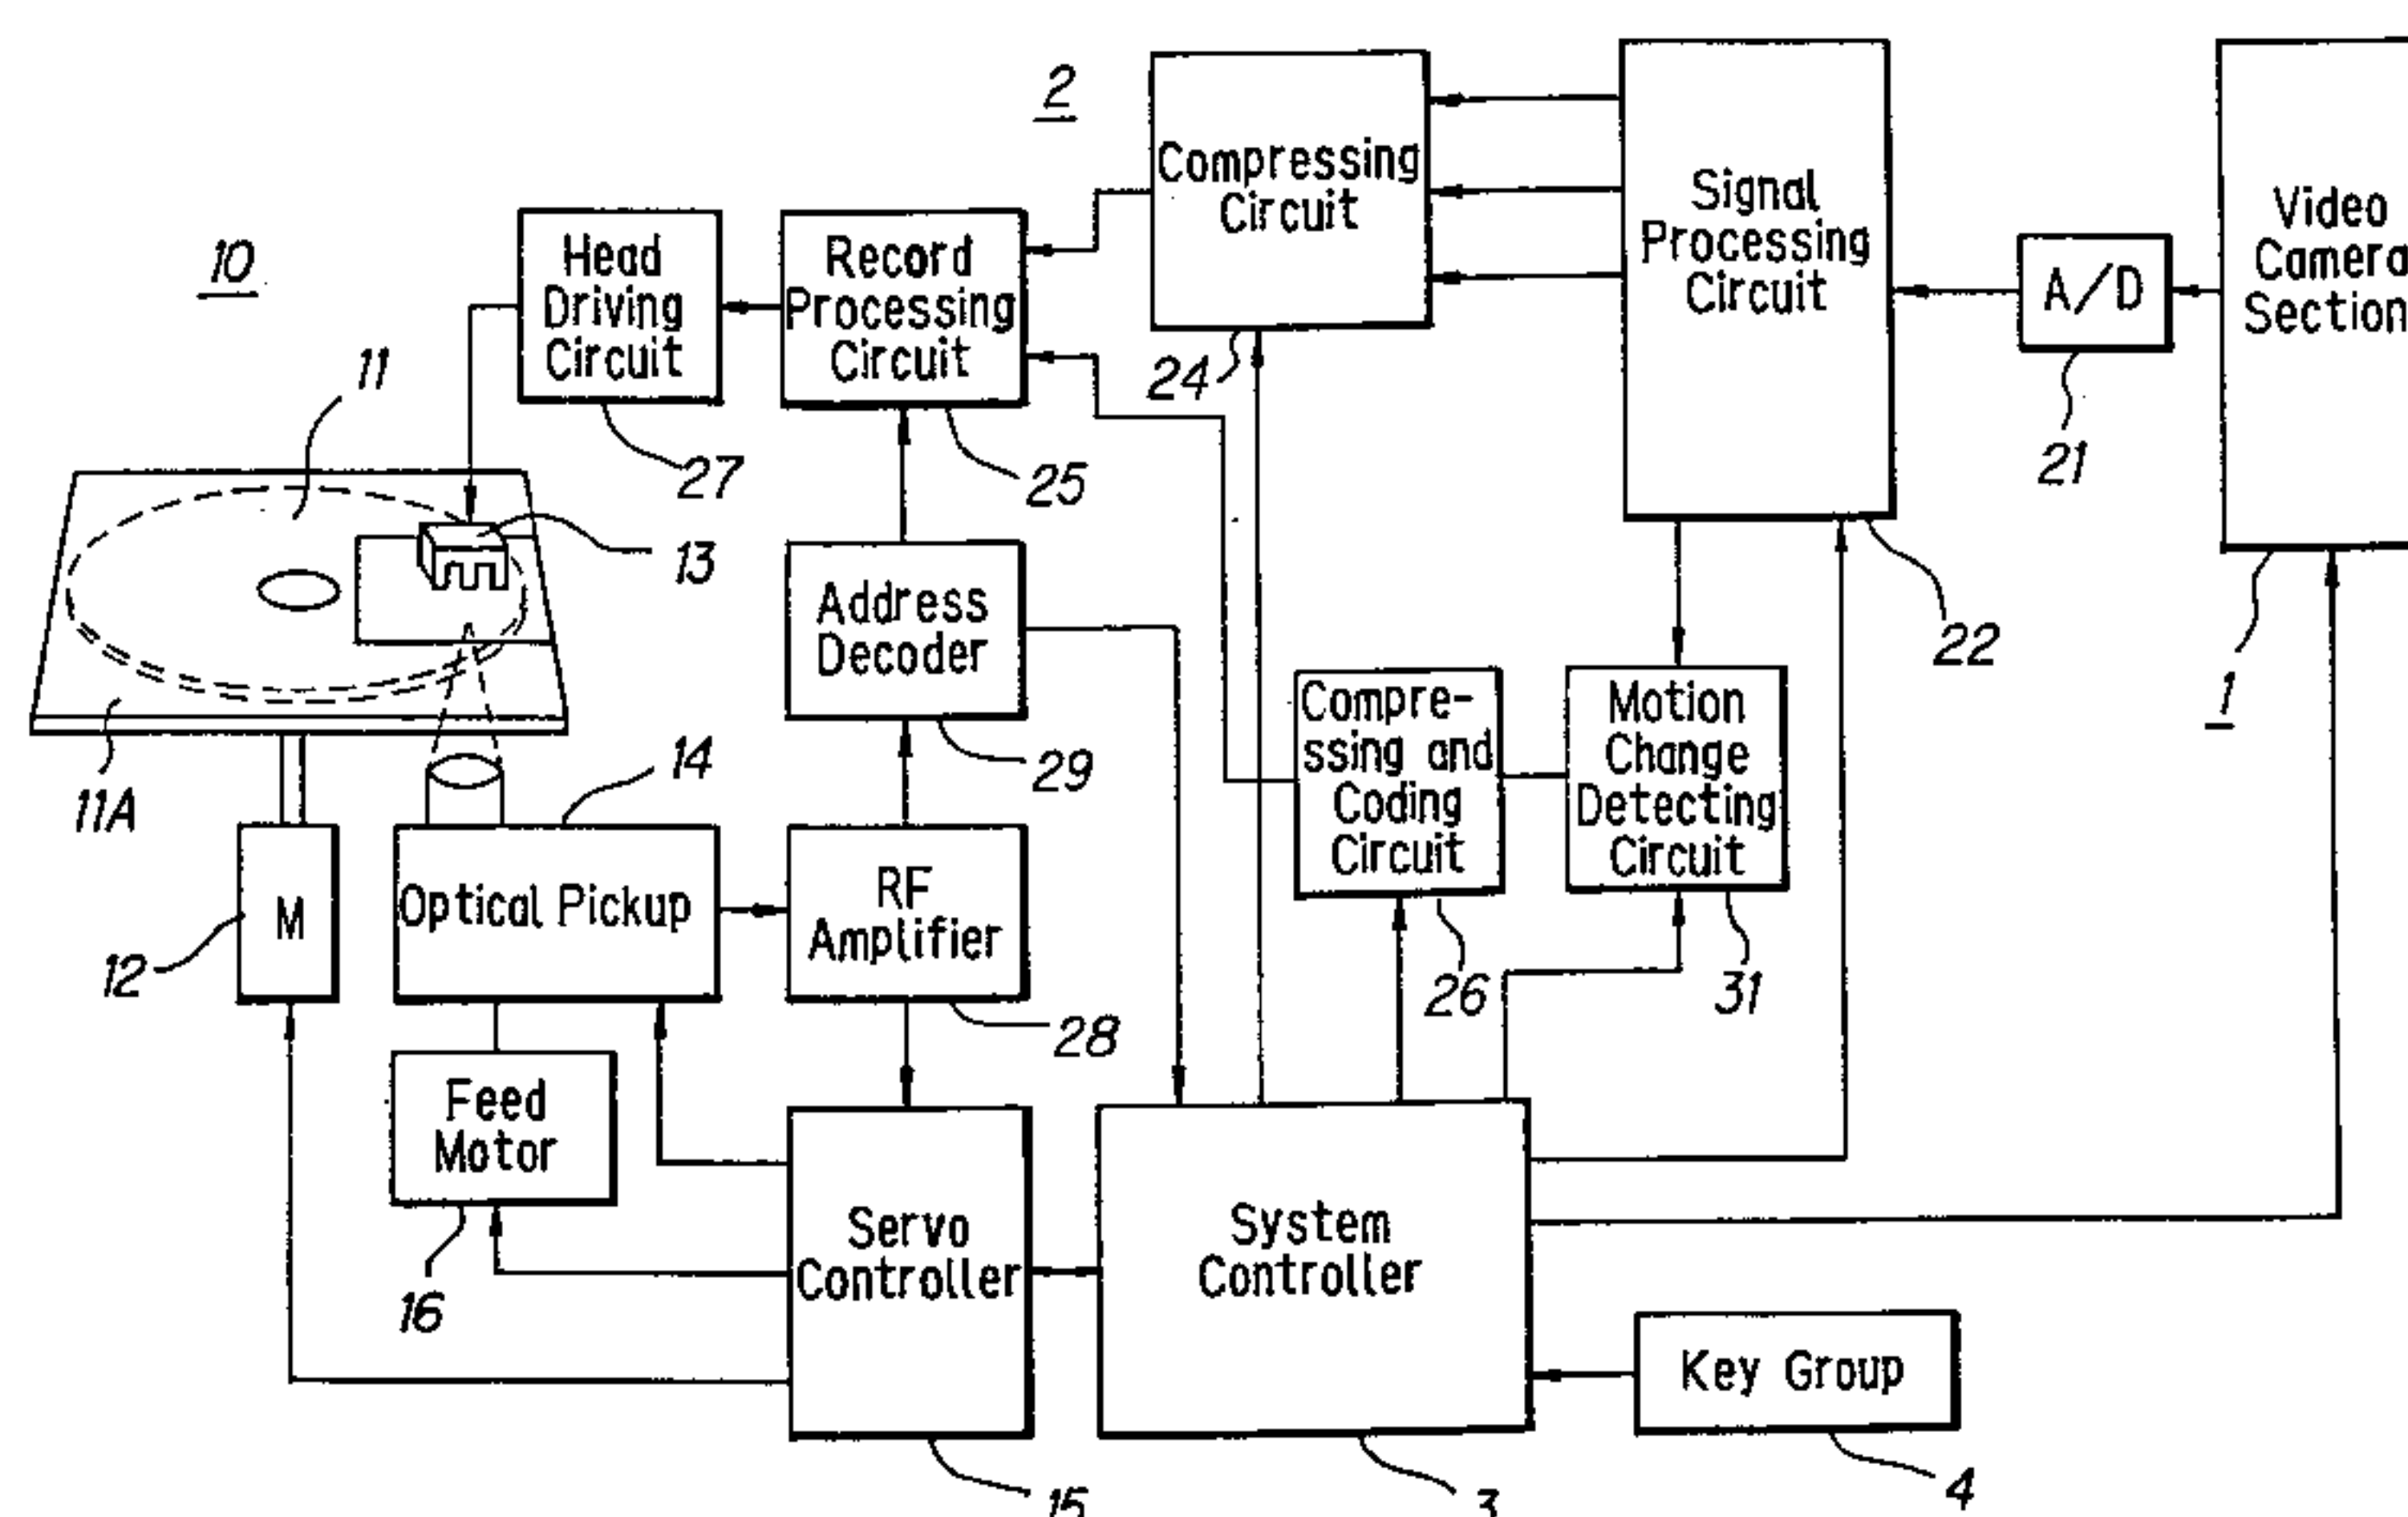 2
10
Compressing
Circuit
24
Signal
Processing
Circuit
22
A/D
21
Video
Camera
Section
1
Head
Driving
Circuit
27
Record
Processing
Circuit
25
11
13
11A
Address
Decoder
29
Compre-
ssing and
Coding
Circuit
26
Motion
Change
Detecting
Circuit
31
M
12
14
Optical Pickup
RF
Amplifier
28
Feed
Motor
16
Servo
Controller
15
System
Controller
3
Key Group
4